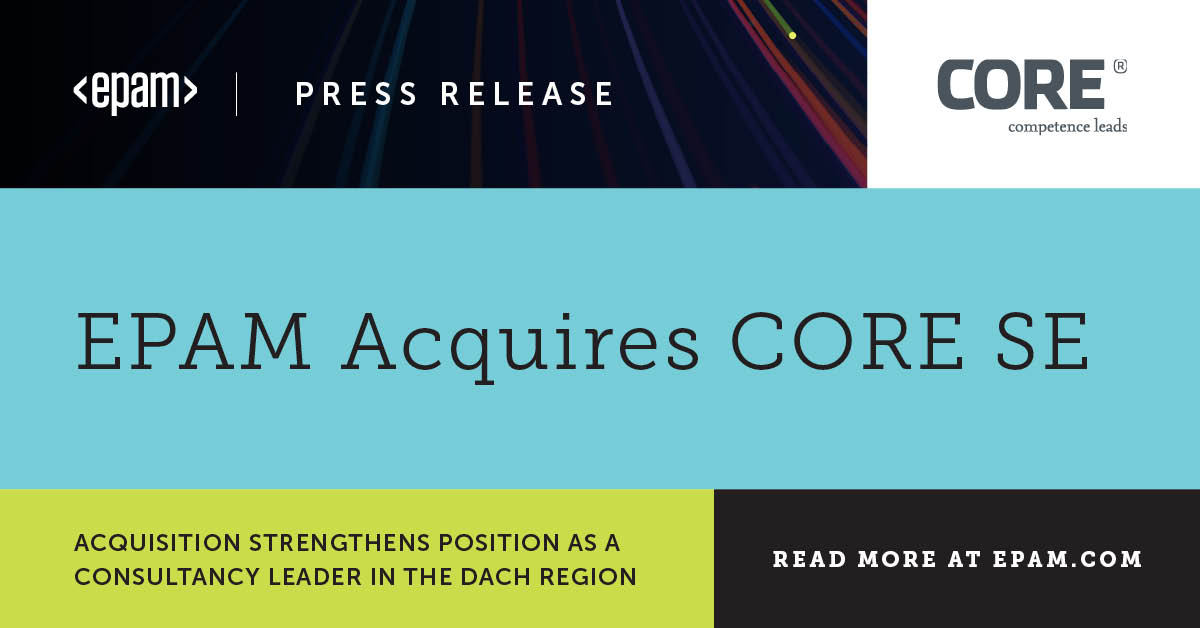 <epam> | PRESS RELEASE
CORE ®
competence leads
EPAM Acquires CORE SE
ACQUISITION STRENGTHENS POSITION AS A
CONSULTANCY LEADER IN THE DACH REGION
READ MORE AT EPAM.COM